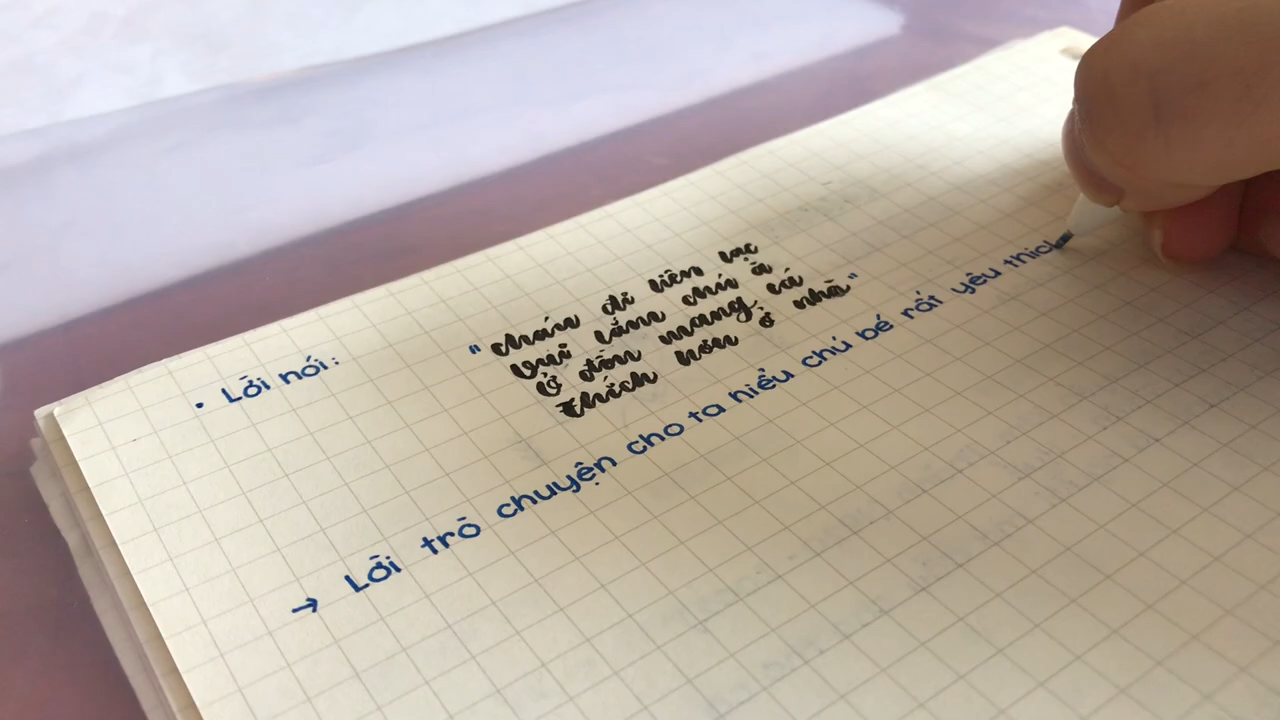 • Lời nói:
"Cháu đi liên lạc
Vui lắm chú à
Ở đồn mang cá
Thích hơn ở nhà"
→ Lời trò chuyện cho ta hiểu chú bé rất yêu thich